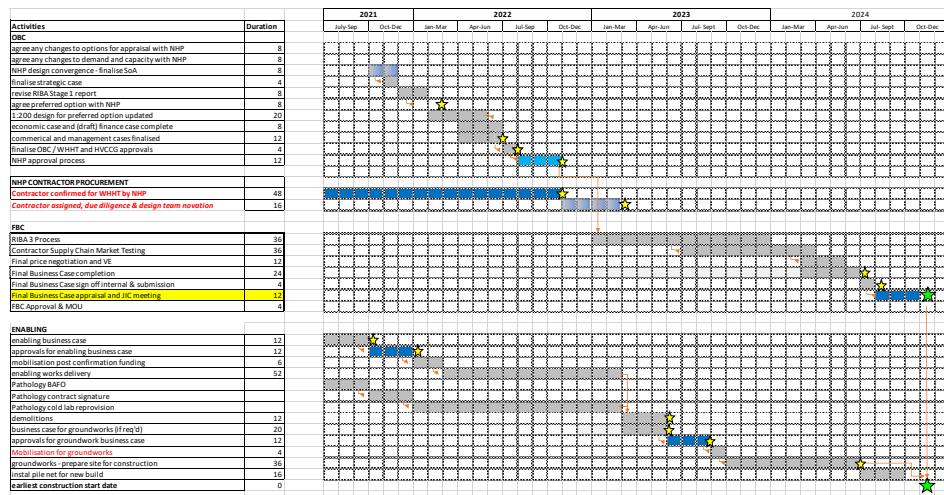 2021 2022 2023 2024
Activities Duration July-Sep Oct-Dec Jan-Mar Apr-Jun Jul-Sep Oct-Dec Jan-Mar Apr-Jun Jul-Sep Oct-Dec Jan-Mar Apr-Jun Jul-Sep Oct-Dec
OBC
agree any changes to options for appraisal with NHP 8
agree any changes to demand and capacity with NHP 8
NHP design convergence - finalise SoA 8
finalise strategic case 4
revise RIBA Stage 1 report 8
agree preferred option with NHP 8
1:200 design for preferred option updated 20
economic case and (draft) finance case complete 8
commerical and management cases finalised 12
finalise OBC / WHHT and HVCCG approvals 4
NHP approval process 12
NHP CONTRACTOR PROCUREMENT
Contractor confirmed for WHHT by NHP 48
Contractor assigned, due diligence & design team novation 16
FBC
RIBA 3 Process 36
Contractor Supply Chain Market Testing 36
Final price negotiation and VE 12
Final Business Case completion 24
Final Business Case sign off internal & submission 4
Final Business Case appraisal and JIC meeting 12
FBC Approval & MOU 4
ENABLING
enabling business case 12
approvals for enabling business case 12
mobilisation post confirmation funding 6
enabling works delivery 52
Pathology BAFO
Pathology contract signature
Pathology cold lab reprovision
demolitions 12
business case for groundworks (if req'd) 20
approvals for groundwork business case 12
Mobilisation for groundworks 4
groundworks - prepare site for construction 36
instal pile net for new build 16
earliest construction start date 0